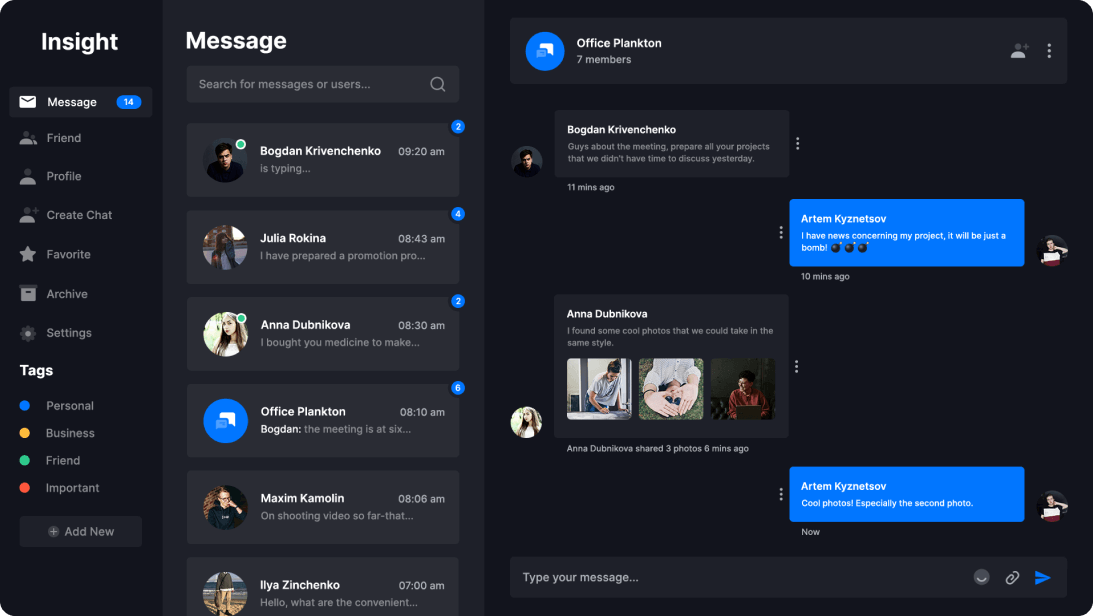 Insight
Message 14
Friend
Profile
Create Chat
Favorite
Archive
Settings
Tags
Personal
Business
Friend
Important
Add New
Message
Search for messages or users...
2
Bogdan Krivenchenko 09:20 am
is typing...
4
Julia Rokina 08:43 am
I have prepared a promotion pro...
2
Anna Dubnikova 08:30 am
I bought you medicine to make...
6
Office Plankton 08:10 am
Bogdan: the meeting is at six...
Maxim Kamolin 08:06 am
On shooting video so far-that...
Ilya Zinchenko 07:00 am
Hello, what are the convenient...
Office Plankton
7 members
Bogdan Krivenchenko
Guys about the meeting, prepare all your projects
that we didn't have time to discuss yesterday.
11 mins ago
Artem Kyznetsov
I have news concerning my project, it will be just a
bomb! 💣💣💣
10 mins ago
Anna Dubnikova
I found some cool photos that we could take in the
same style.
Anna Dubnikova shared 3 photos 6 mins ago
Artem Kyznetsov
Cool photos! Especially the second photo.
Now
Type your message...